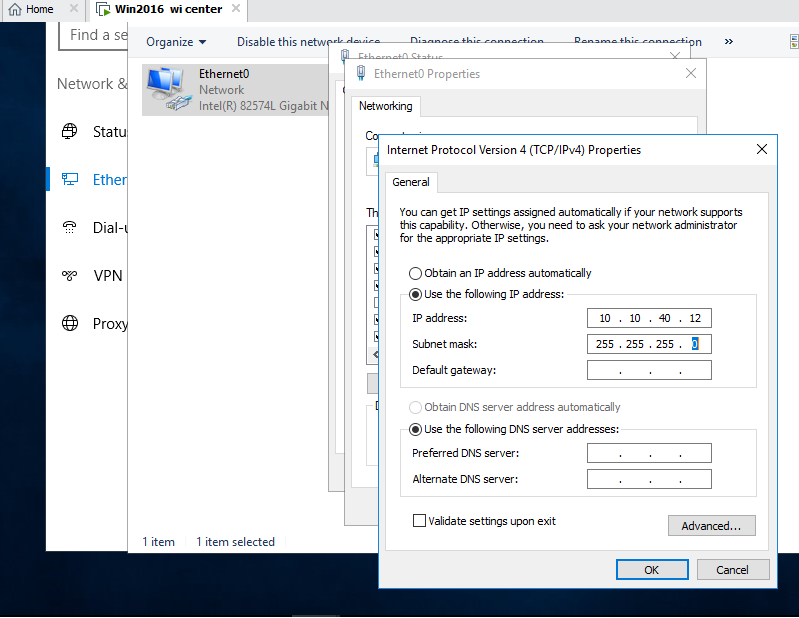 Home
Win2016 wi center
Find a se
Organize
Disable this network device
Diagnose this connection
Rename this connection
»
Network &
Status
Ether
Dial-u
VPN
Proxy
Ethernet0
Network
Intel(R) 82574L Gigabit N
Ethernet0 Status
Ethernet0 Properties
Networking
Th
Internet Protocol Version 4 (TCP/IPv4) Properties
General
You can get IP settings assigned automatically if your network supports
this capability. Otherwise, you need to ask your network administrator
for the appropriate IP settings.
Obtain an IP address automatically
Use the following IP address:
IP address: 10 . 10 . 40 . 12
Subnet mask: 255 . 255 . 255 . 0
Default gateway: . . .
Obtain DNS server address automatically
Use the following DNS server addresses:
Preferred DNS server: . . .
Alternate DNS server: . . .
Validate settings upon exit
Advanced...
OK
Cancel
1 item
1 item selected